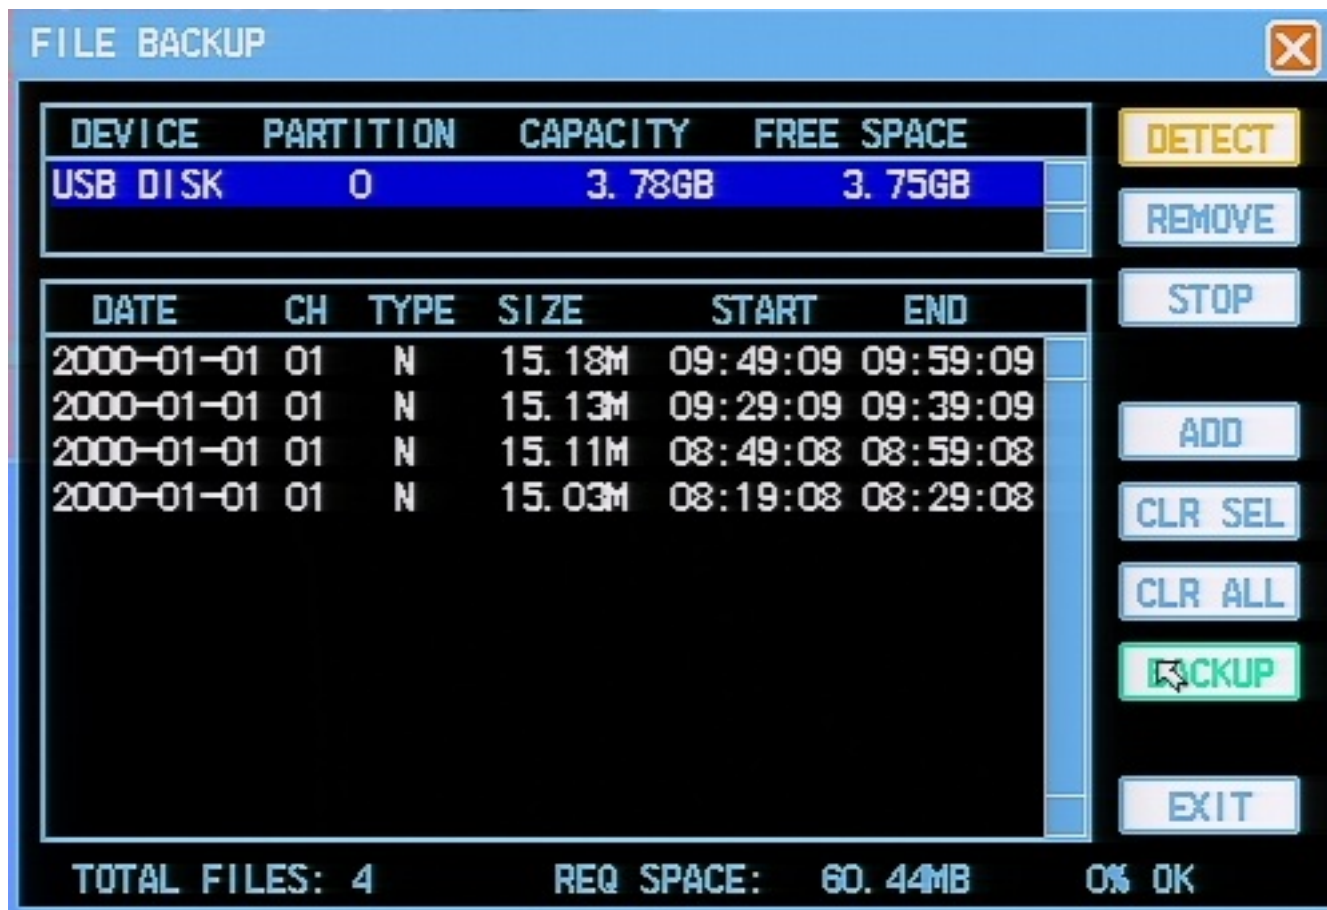 FILE BACKUP
DEVICE PARTITION CAPACITY FREE SPACE
USB DISK 0 3.78GB 3.75GB
DETECT
REMOVE
STOP
DATE CH TYPE SIZE START END
2000-01-01 01 N 15.18M 09:49:09 09:59:09
2000-01-01 01 N 15.13M 09:29:09 09:39:09
2000-01-01 01 N 15.11M 08:49:08 08:59:08
2000-01-01 01 N 15.03M 08:19:08 08:29:08
ADD
CLR SEL
CLR ALL
BACKUP
EXIT
TOTAL FILES: 4 REQ SPACE: 60.44MB 0% OK